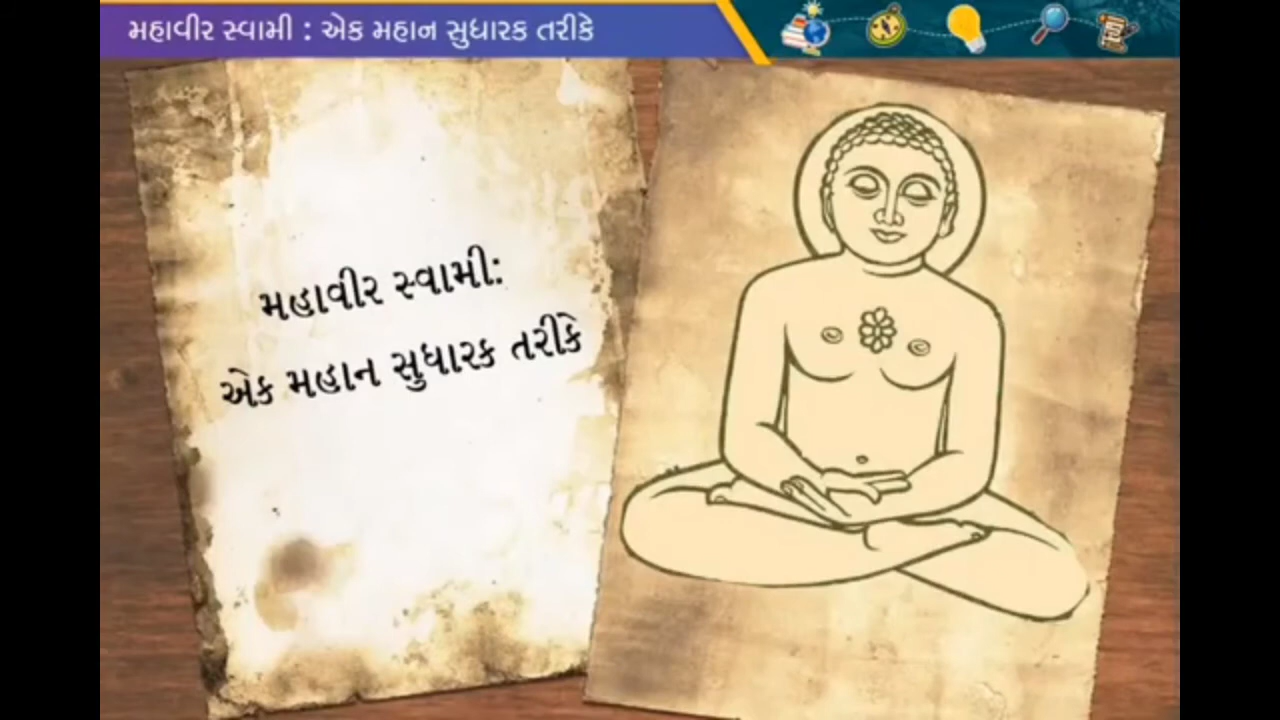 મહાવીર સ્વામી : એક મહાન સુધારક તરીકે
મહાવીર સ્વામી:
એક મહાન સુધારક તરીકે